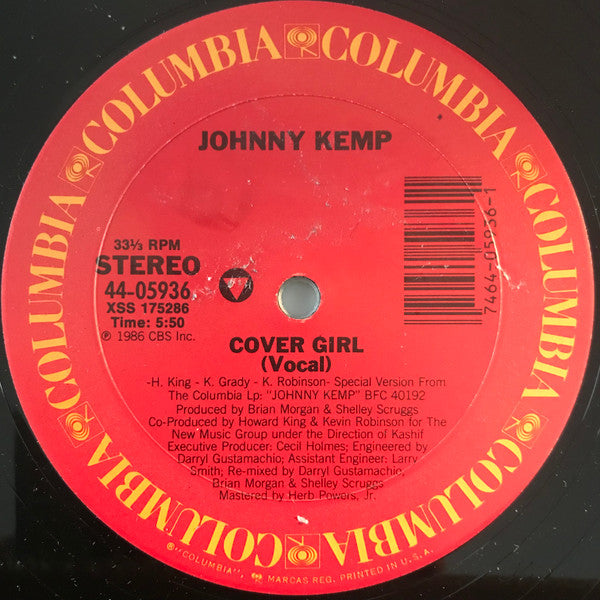 COLUMBIA COLUMBIA COLUMBIA COLUMBIA COLUMBIA COLUMBIA
JOHNNY KEMP
33⅓ RPM
STEREO
44-05936
XSS 175286
Time: 5:50
℗ 1986 CBS Inc.
7464-05936-1
COVER GIRL
(Vocal)
-H. King - K. Grady - K. Robinson- Special Version From
The Columbia Lp: "JOHNNY KEMP" BFC 40192
Produced by Brian Morgan & Shelley Scruggs
Co-Produced by Howard King & Kevin Robinson for The
New Music Group under the Direction of Kashif
Executive Producer: Cecil Holmes; Engineered by
Darryl Gustamachio; Assistant Engineer: Larry
Smith; Re-mixed by Darryl Gustamachio,
Brian Morgan & Shelley Scruggs
Mastered by Herb Powers, Jr.
®"COLUMBIA", MARCAS REG. PRINTED IN U.S.A.